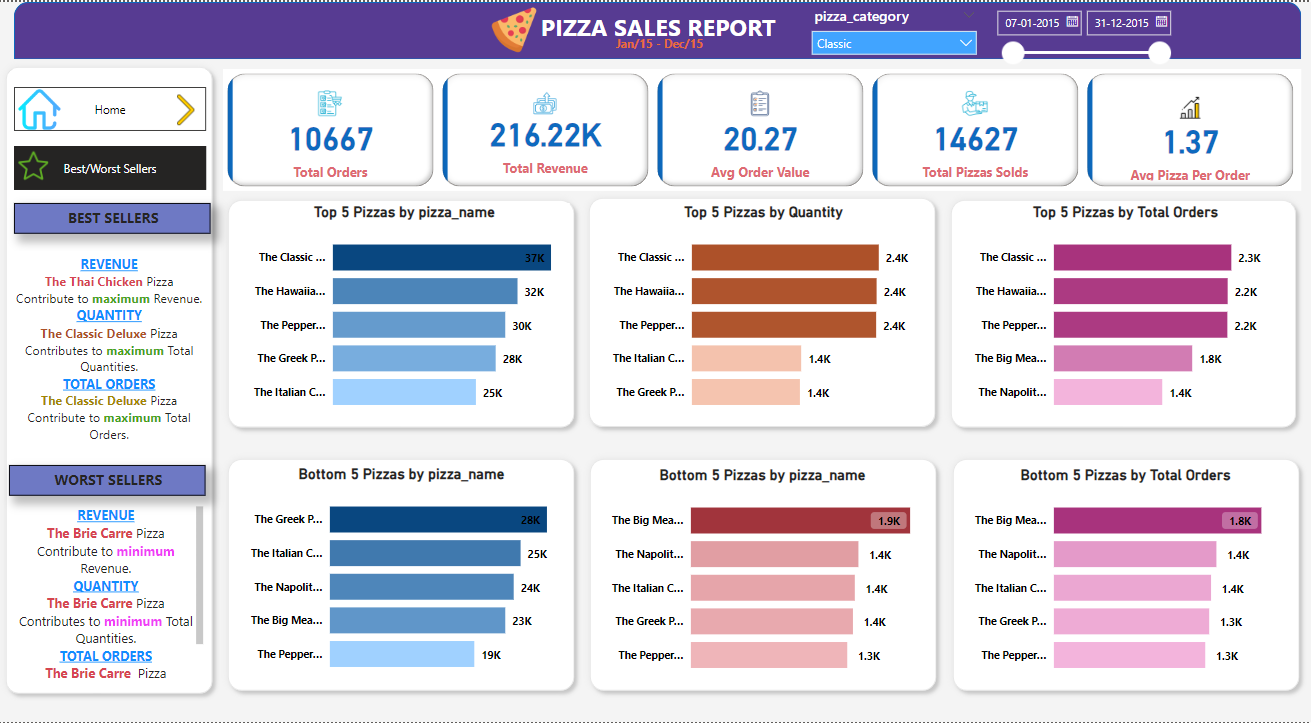 PIZZA SALES REPORT
Jan/15 - Dec/15
pizza_category
Classic
07-01-2015
31-12-2015
Home
Best/Worst Sellers
BEST SELLERS
REVENUE
The Thai Chicken Pizza
Contribute to maximum Revenue.
QUANTITY
The Classic Deluxe Pizza
Contributes to maximum Total
Quantities.
TOTAL ORDERS
The Classic Deluxe Pizza
Contribute to maximum Total
Orders.
WORST SELLERS
REVENUE
The Brie Carre Pizza
Contribute to minimum
Revenue.
QUANTITY
The Brie Carre Pizza
Contributes to minimum Total
Quantities.
TOTAL ORDERS
The Brie Carre Pizza
10667
Total Orders
216.22K
Total Revenue
20.27
Avg Order Value
14627
Total Pizzas Solds
1.37
Avg Pizza Per Order
Top 5 Pizzas by pizza_name
The Classic ... 37K
The Hawaiia... 32K
The Pepper... 30K
The Greek P... 28K
The Italian C... 25K
Top 5 Pizzas by Quantity
The Classic ... 2.4K
The Hawaiia... 2.4K
The Pepper... 2.4K
The Italian C... 1.4K
The Greek P... 1.4K
Top 5 Pizzas by Total Orders
The Classic ... 2.3K
The Hawaiia... 2.2K
The Pepper... 2.2K
The Big Mea... 1.8K
The Napolit... 1.4K
Bottom 5 Pizzas by pizza_name
The Greek P... 28K
The Italian C... 25K
The Napolit... 24K
The Big Mea... 23K
The Pepper... 19K
Bottom 5 Pizzas by pizza_name
The Big Mea... 1.9K
The Napolit... 1.4K
The Italian C... 1.4K
The Greek P... 1.4K
The Pepper... 1.3K
Bottom 5 Pizzas by Total Orders
The Big Mea... 1.8K
The Napolit... 1.4K
The Italian C... 1.4K
The Greek P... 1.3K
The Pepper... 1.3K